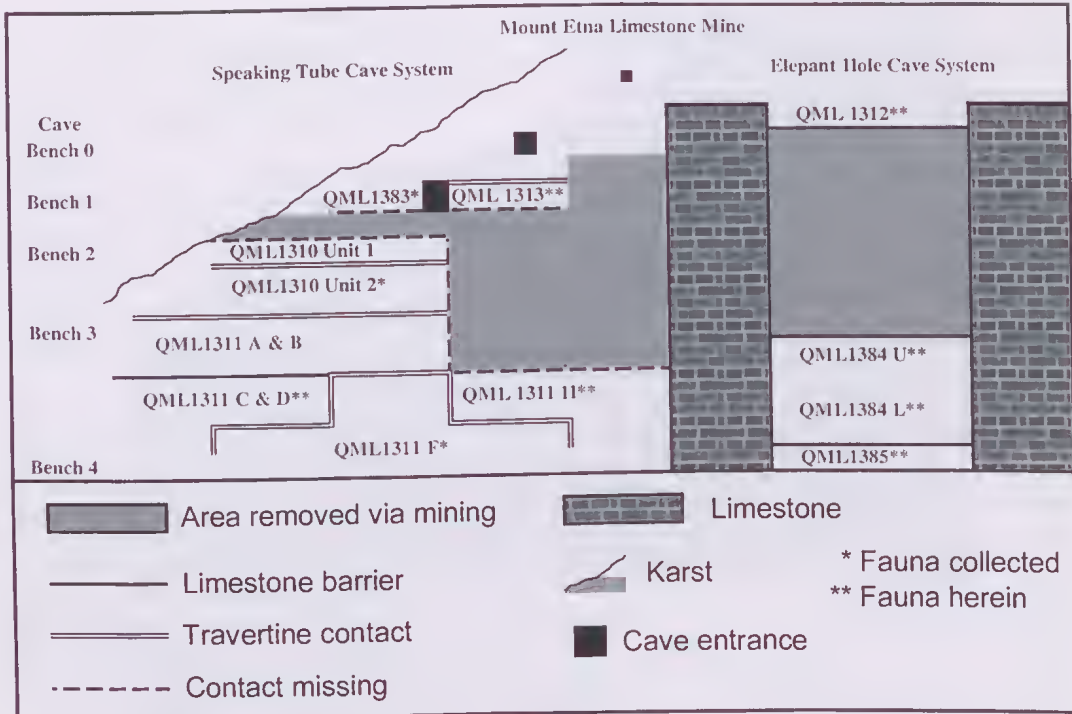 Mount Etna Limestone Mine
Speaking Tube Cave System
Elepant Hole Cave System
Cave
Bench 0
QML 1312**
Bench 1
QML1383*
QML 1313**
Bench 2
QML1310 Unit 1
QML1310 Unit 2*
Bench 3
QML1311 A & B
QML1384 U**
QML1311 C & D**
QML 1311 H**
QML1384 L**
QML1311 F*
QML1385**
Bench 4
Area removed via mining
Limestone
Limestone barrier
Karst
* Fauna collected
** Fauna herein
Travertine contact
Cave entrance
Contact missing